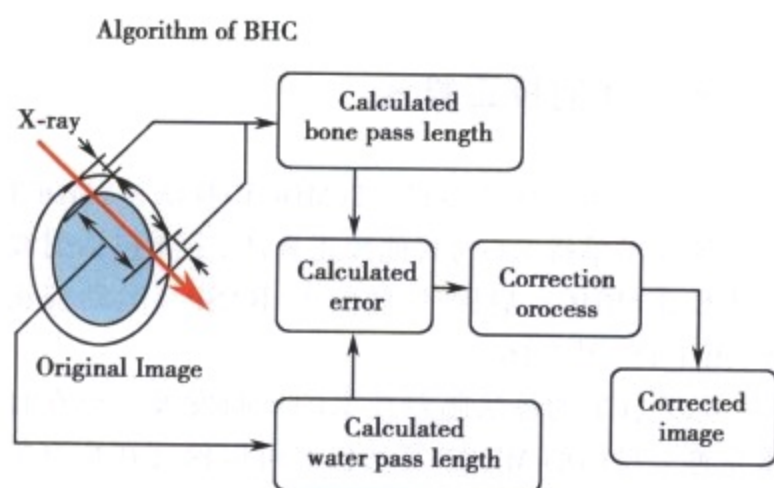 Algorithm of BHC
X-ray
Calculated
bone pass length
Calculated
error
Correction
orocess
Original Image
Calculated
water pass length
Corrected
image